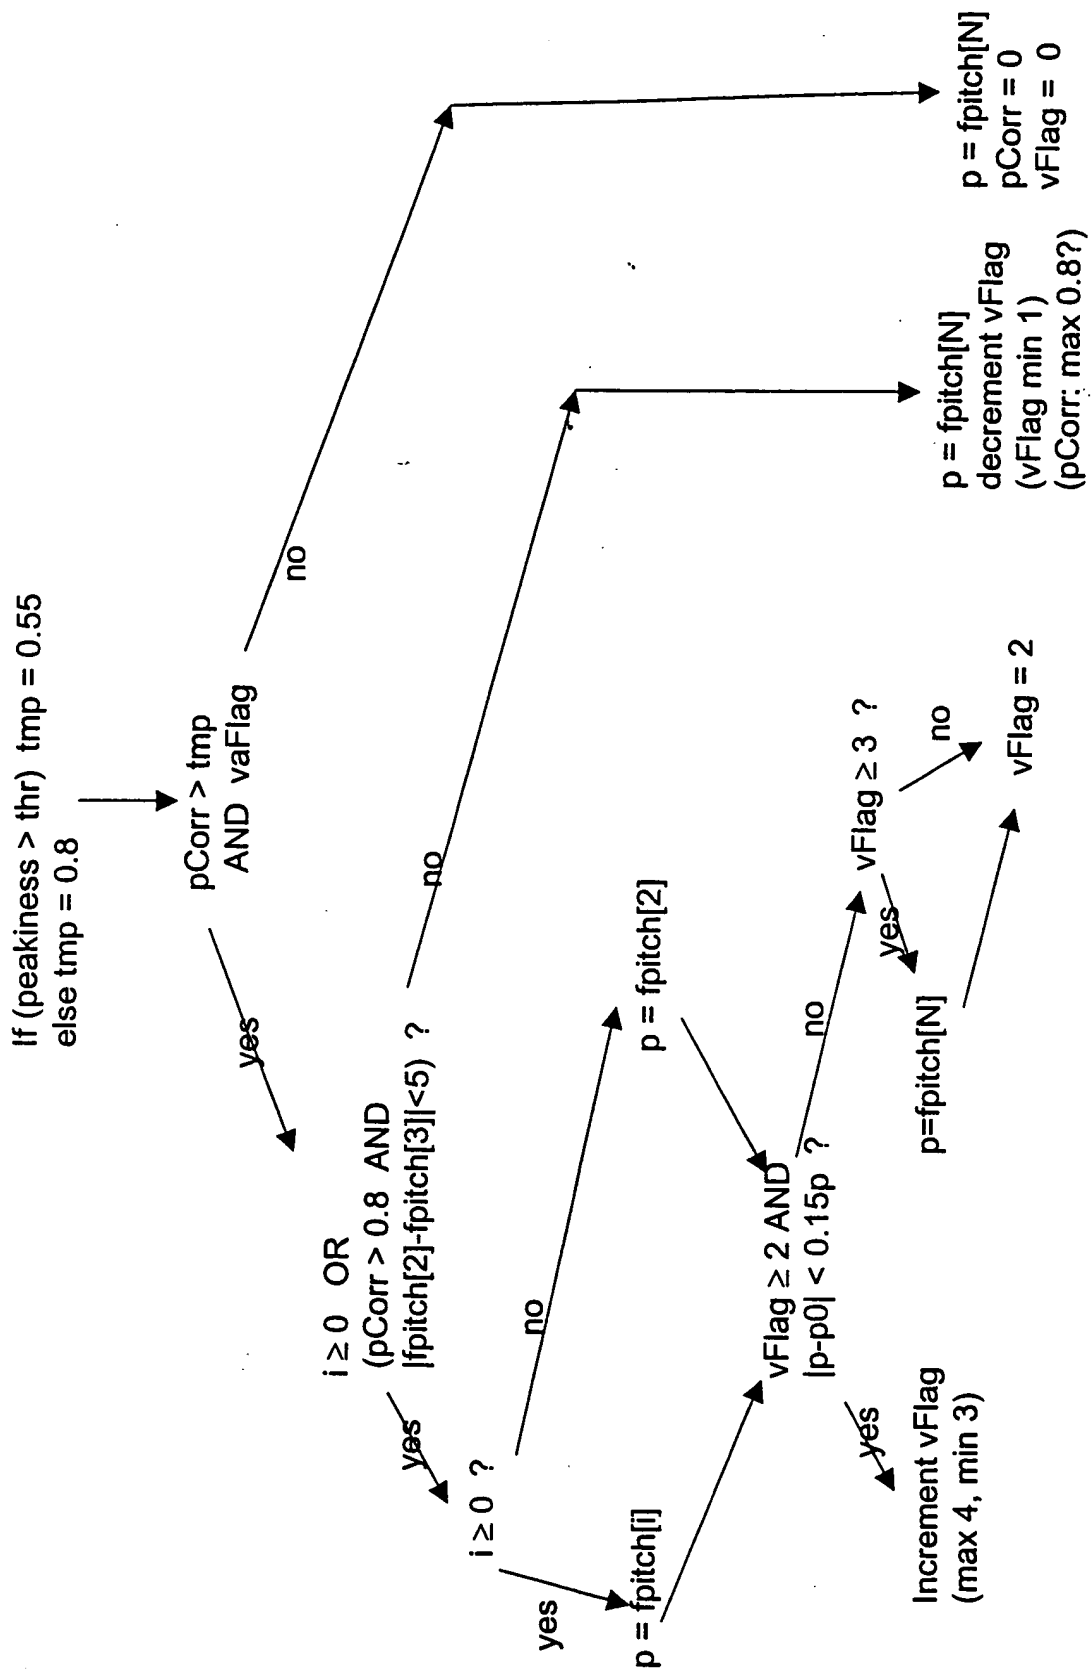 If (peakiness > thr) tmp = 0.55
else tmp = 0.8
pCorr > tmp
AND vaFlag
yes
no
i ≥ 0 OR
(pCorr > 0.8 AND
|fpitch[2]-fpitch[3]|<5) ?
yes
no
i ≥ 0 ?
yes
no
p = fpitch[i]
p = fpitch[2]
vFlag ≥ 2 AND
|p-p0| < 0.15p ?
yes
no
Increment vFlag
(max 4, min 3)
vFlag ≥ 3 ?
yes
no
p=fpitch[N]
vFlag = 2
p = fpitch[N]
decrement vFlag
(vFlag min 1)
(pCorr: max 0.8?)
p = fpitch[N]
pCorr = 0
vFlag = 0